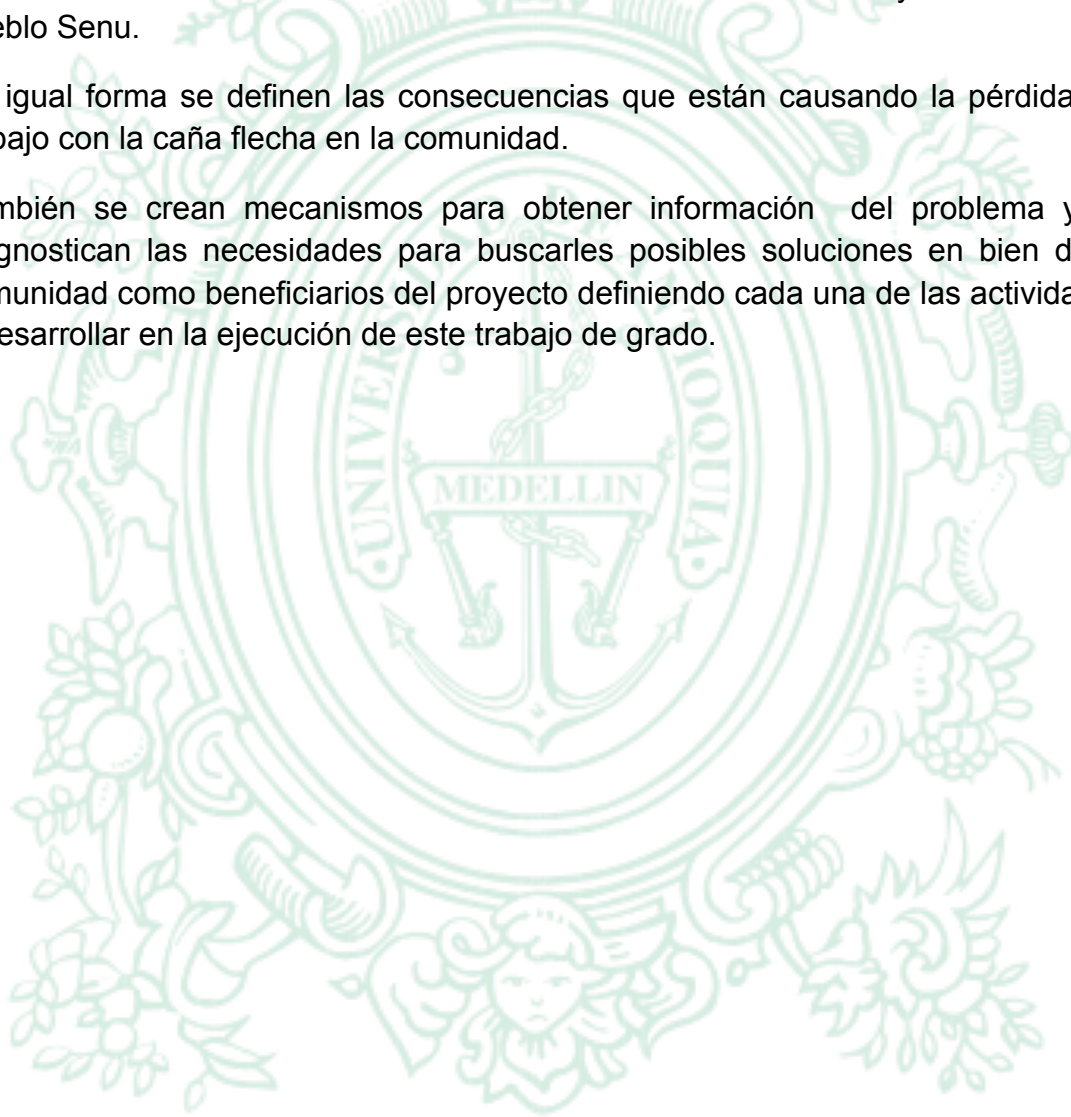 eblo Senu.
igual forma se definen las consecuencias que están causando la pérdida
bajo con la caña flecha en la comunidad.
mbién se crean mecanismos para obtener información del problema y
gnostican las necesidades para buscarles posibles soluciones en bien d
munidad como beneficiarios del proyecto definiendo cada una de las activida
esarrollar en la ejecución de este trabajo de grado.
MEDELLIN